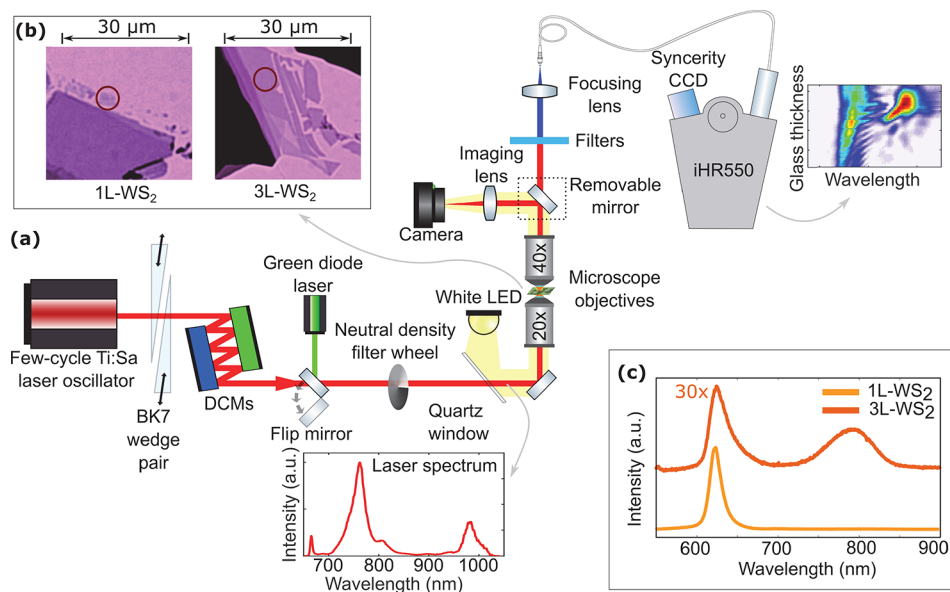 (b)
30 µm
30 µm
1L-WS2
3L-WS2
Syncerity
CCD
Focusing
lens
Filters
Imaging
lens
Removable
mirror
iHR550
Glass thickness
Wavelength
Camera
(a)
40x
Microscope
objectives
20x
Green diode
laser
White LED
Neutral density
filter wheel
Few-cycle Ti:Sa
laser oscillator
DCMs
BK7
wedge
pair
Flip mirror
Quartz
window
Laser spectrum
Intensity (a.u.)
700
800
900
1000
Wavelength (nm)
(c)
30x
1L-WS2
3L-WS2
Intensity (a.u.)
600
700
800
900
Wavelength (nm)